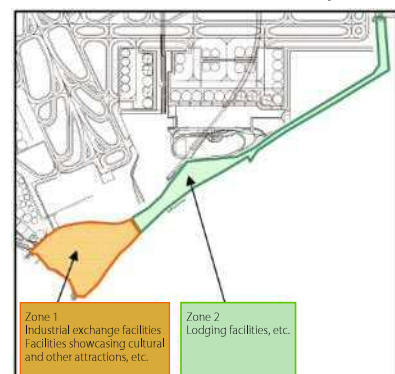 Zone 1
Industrial exchange facilities
Facilities showcasing cultural
and other attractions, etc.
Zone 2
Lodging facilities, etc.